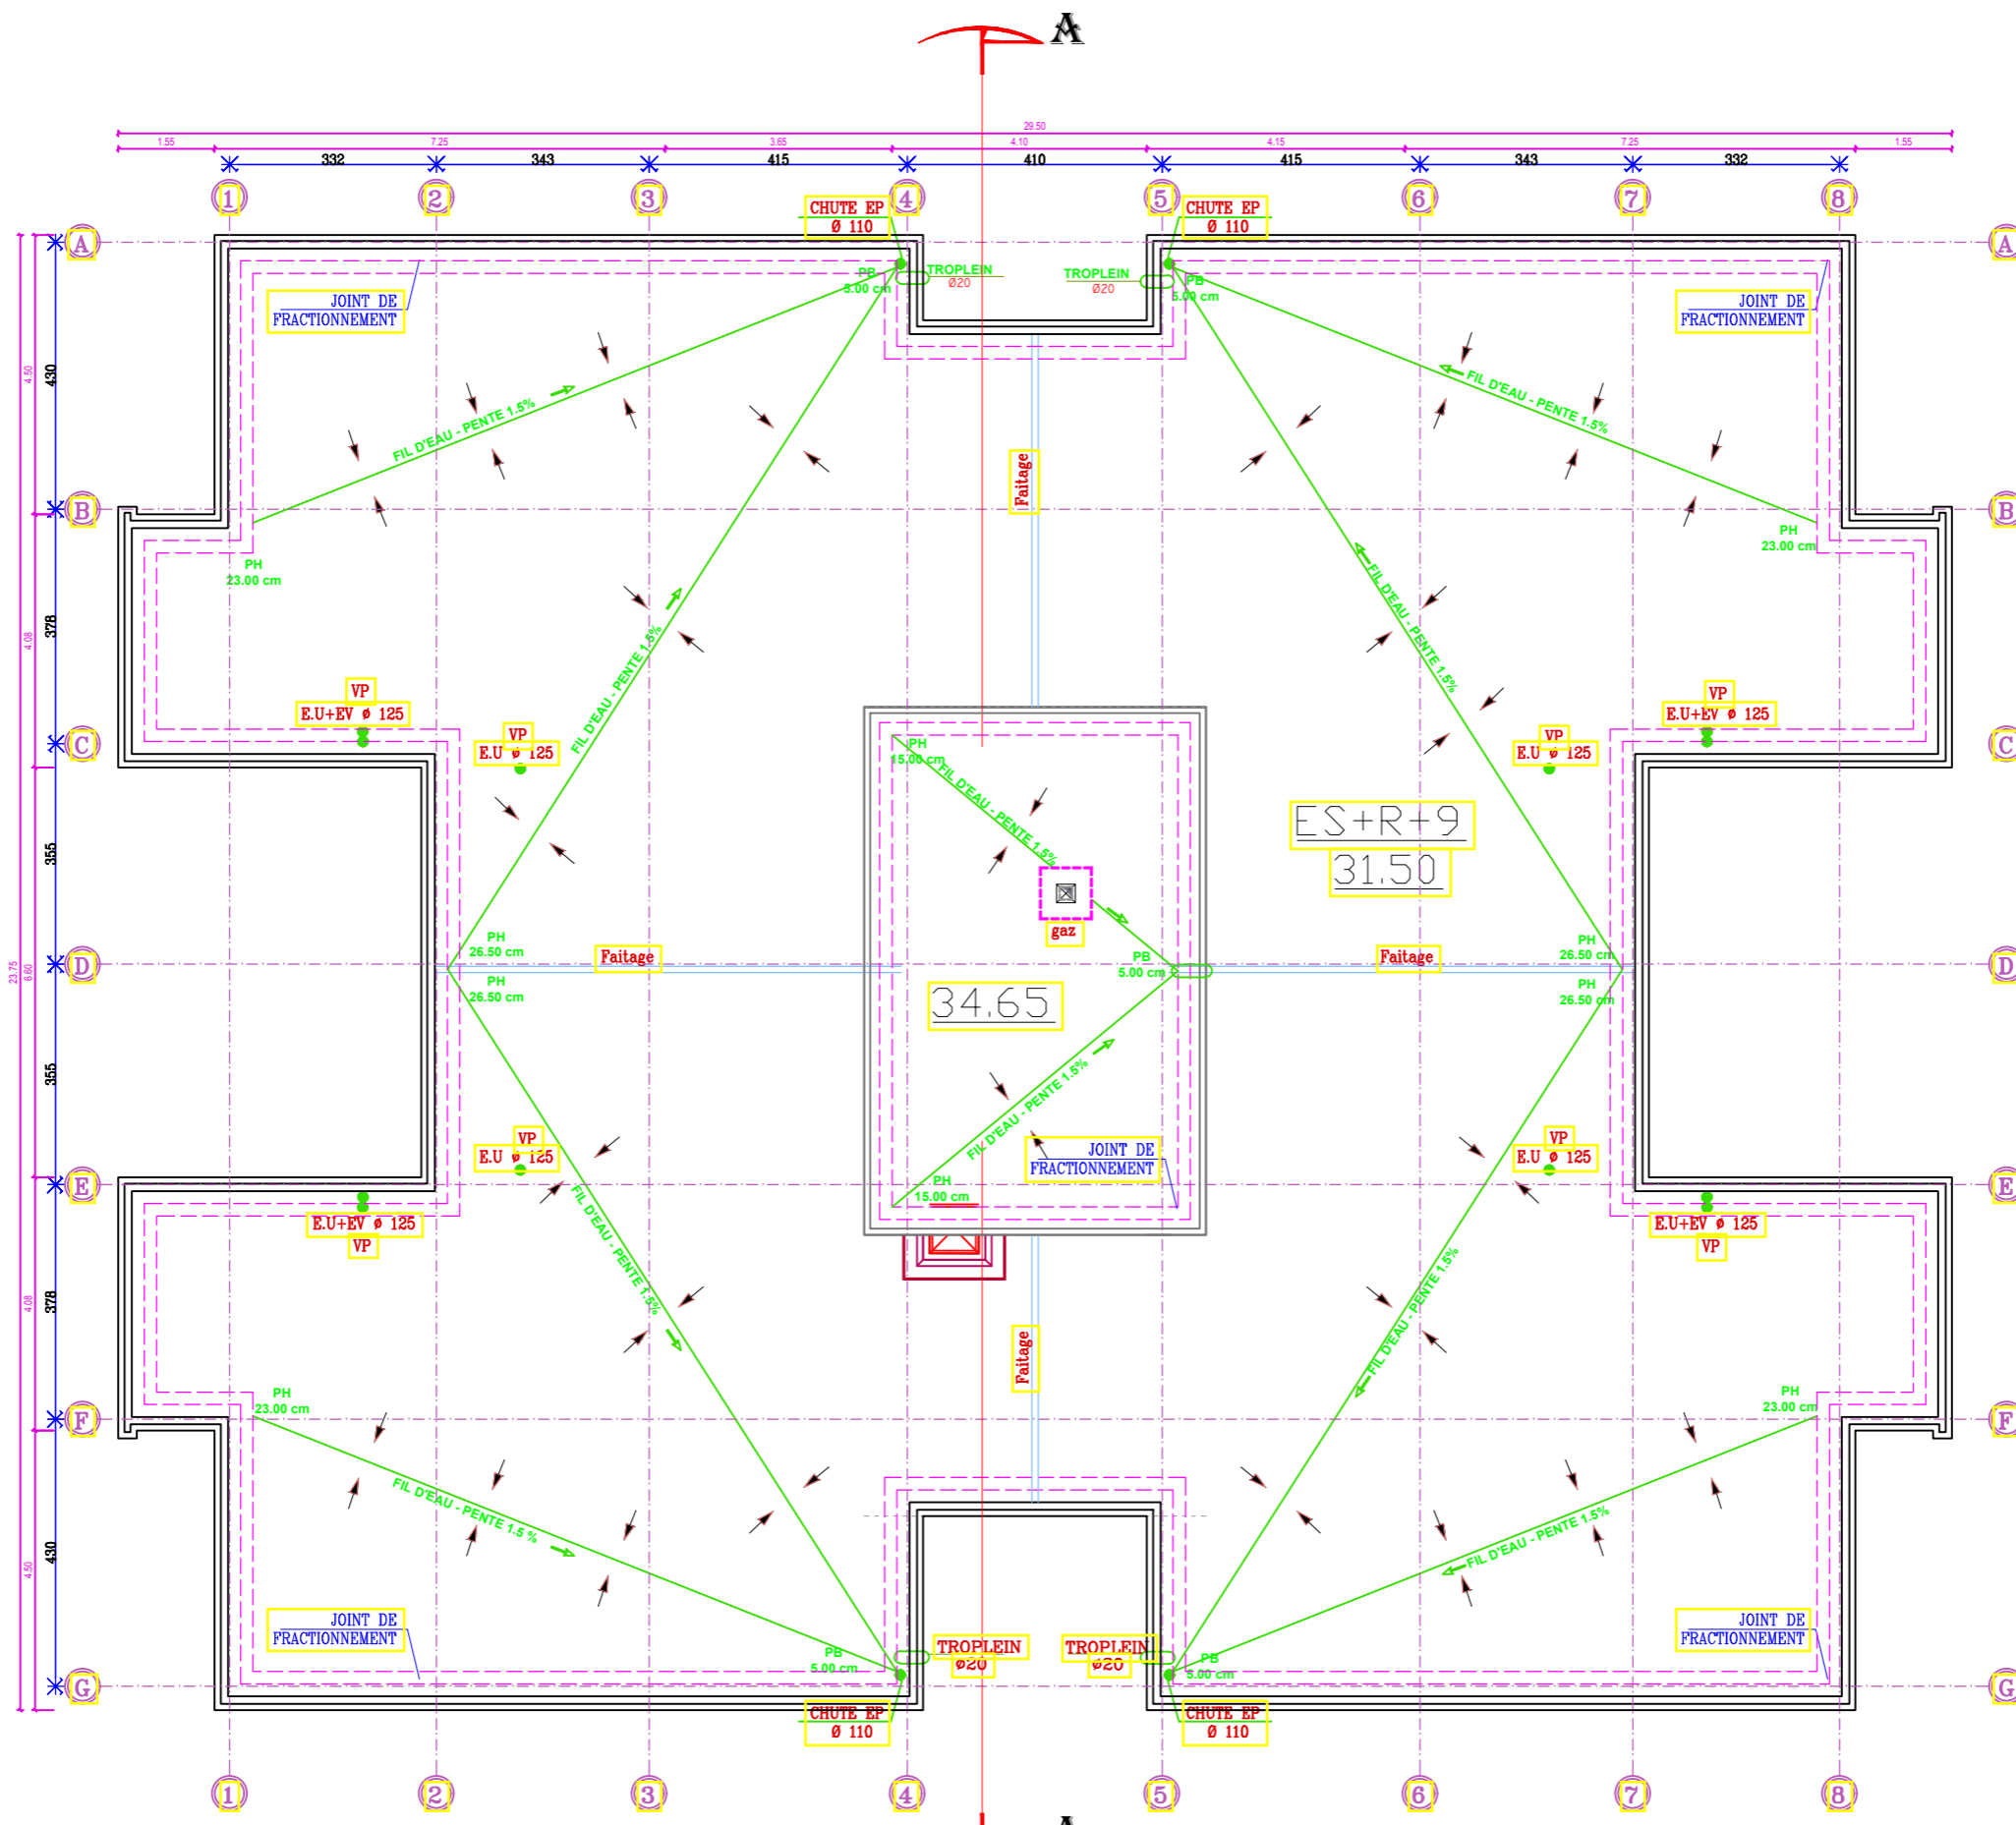 A
29.50
1.55 7.25 3.65 4.10 4.15 7.25 1.55
332 343 415 410 415 343 332
1 2 3 4 5 6 7 8
CHUTE EP
Ø 110
CHUTE EP
Ø 110
A A
PB
5.00 cm
TROPLEIN
Ø20
TROPLEIN
Ø20
PB
5.00 cm
JOINT DE
FRACTIONNEMENT
JOINT DE
FRACTIONNEMENT
4.50
430
FIL D'EAU - PENTE 1.5%
FIL D'EAU - PENTE 1.5%
Faitage
B B
PH
23.00 cm
PH
23.00 cm
4.08
378
FIL D'EAU - PENTE 1.5%
FIL D'EAU - PENTE 1.5%
VP
E.U+EV ø 125
VP
E.U ø 125
VP
E.U ø 125
VP
E.U+EV ø 125
C C
PH
15.00 cm
FIL D'EAU - PENTE 1.5%
ES+R+9
31.50
355
gaz
PH
26.50 cm
Faitage
PB
5.00 cm
Faitage
PH
26.50 cm
D D
23.75
6.60
PH
26.50 cm
PH
26.50 cm
34.65
355
FIL D'EAU - PENTE 1.5%
JOINT DE
FRACTIONNEMENT
VP
E.U ø 125
VP
E.U ø 125
E E
PH
15.00 cm
E.U+EV ø 125
VP
E.U+EV ø 125
VP
4.08
378
FIL D'EAU - PENTE 1.5%
FIL D'EAU - PENTE 1.5%
Faitage
PH
23.00 cm
PH
23.00 cm
F F
FIL D'EAU - PENTE 1.5 %
FIL D'EAU - PENTE 1.5%
4.50
430
JOINT DE
FRACTIONNEMENT
JOINT DE
FRACTIONNEMENT
PB
5.00 cm
TROPLEIN
ø20
TROPLEIN
ø20
PB
5.00 cm
G G
CHUTE EP
Ø 110
CHUTE EP
Ø 110
1 2 3 4 5 6 7 8
A